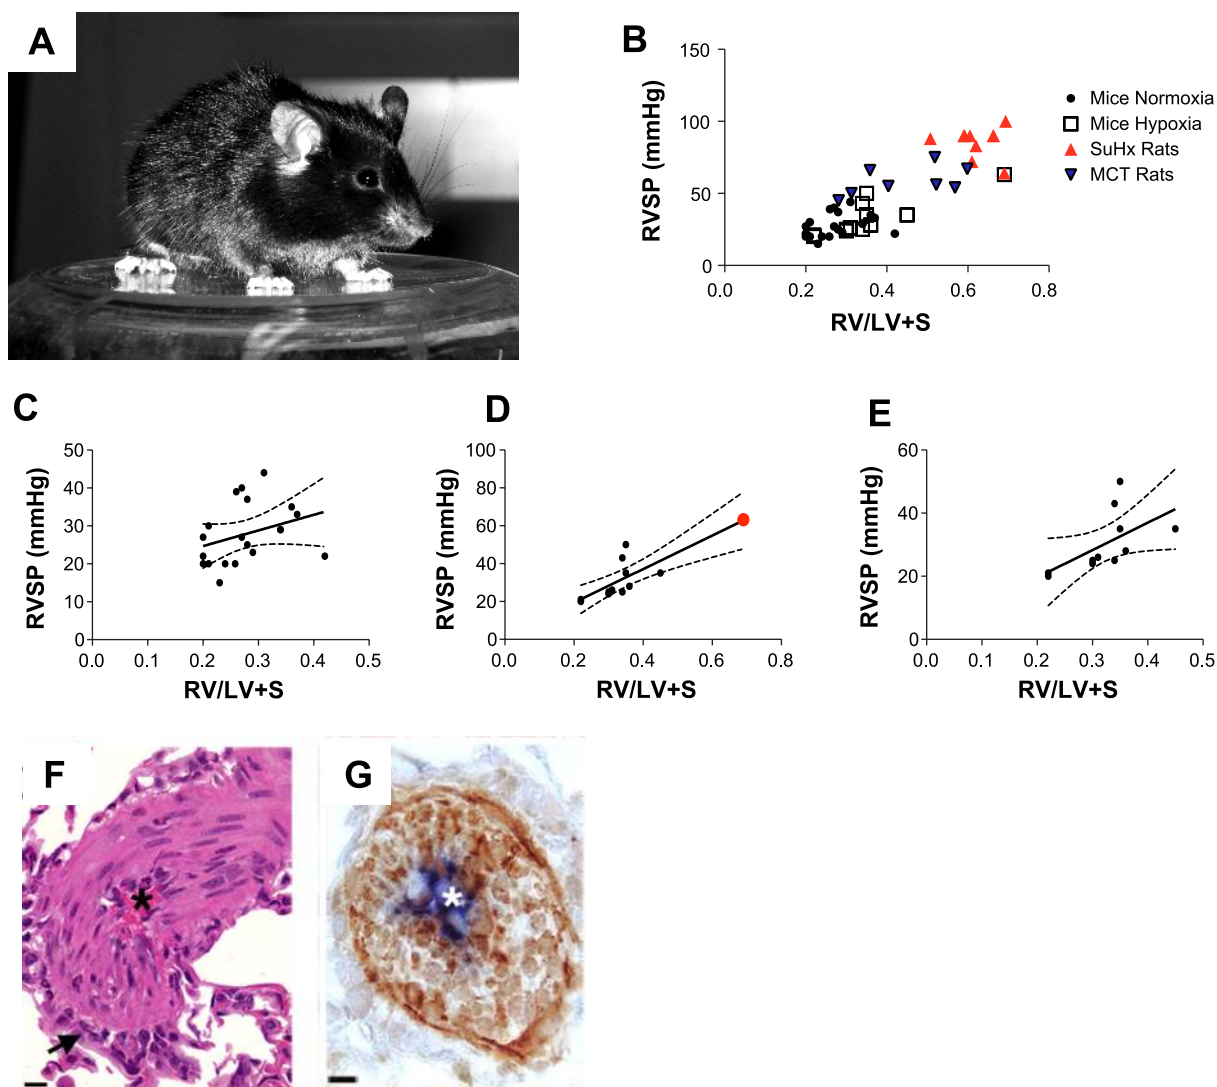 A
B
150
100
50
0
RVSP (mmHg)
0.0 0.2 0.4 0.6 0.8
RV/LV+S
Mice Normoxia
Mice Hypoxia
SuHx Rats
MCT Rats
C
50
40
30
20
10
0
RVSP (mmHg)
0.0 0.1 0.2 0.3 0.4 0.5
RV/LV+S
D
100
80
60
40
20
0
RVSP (mmHg)
0.0 0.2 0.4 0.6 0.8
RV/LV+S
E
60
40
20
0
RVSP (mmHg)
0.0 0.1 0.2 0.3 0.4 0.5
RV/LV+S
F
*
G
*